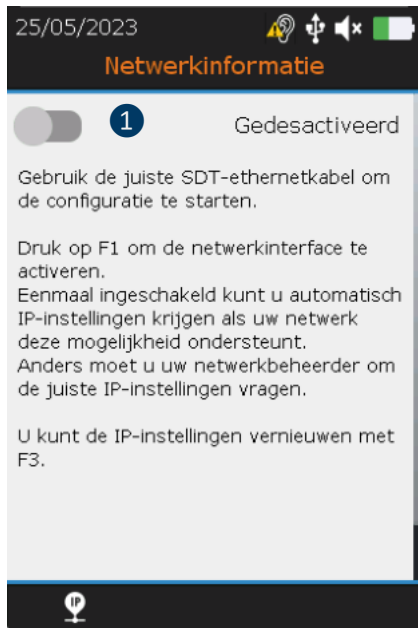 25/05/2023
Netwerkinformatie
1 Gedesactiveerd
Gebruik de juiste SDT-ethernetkabel om
de configuratie te starten.
Druk op F1 om de netwerkinterface te
activeren.
Eenmaal ingeschakeld kunt u automatisch
IP-instellingen krijgen als uw netwerk
deze mogelijkheid ondersteunt.
Anders moet u uw netwerkbeheerder om
de juiste IP-instellingen vragen.
U kunt de IP-instellingen vernieuwen met
F3.
IP